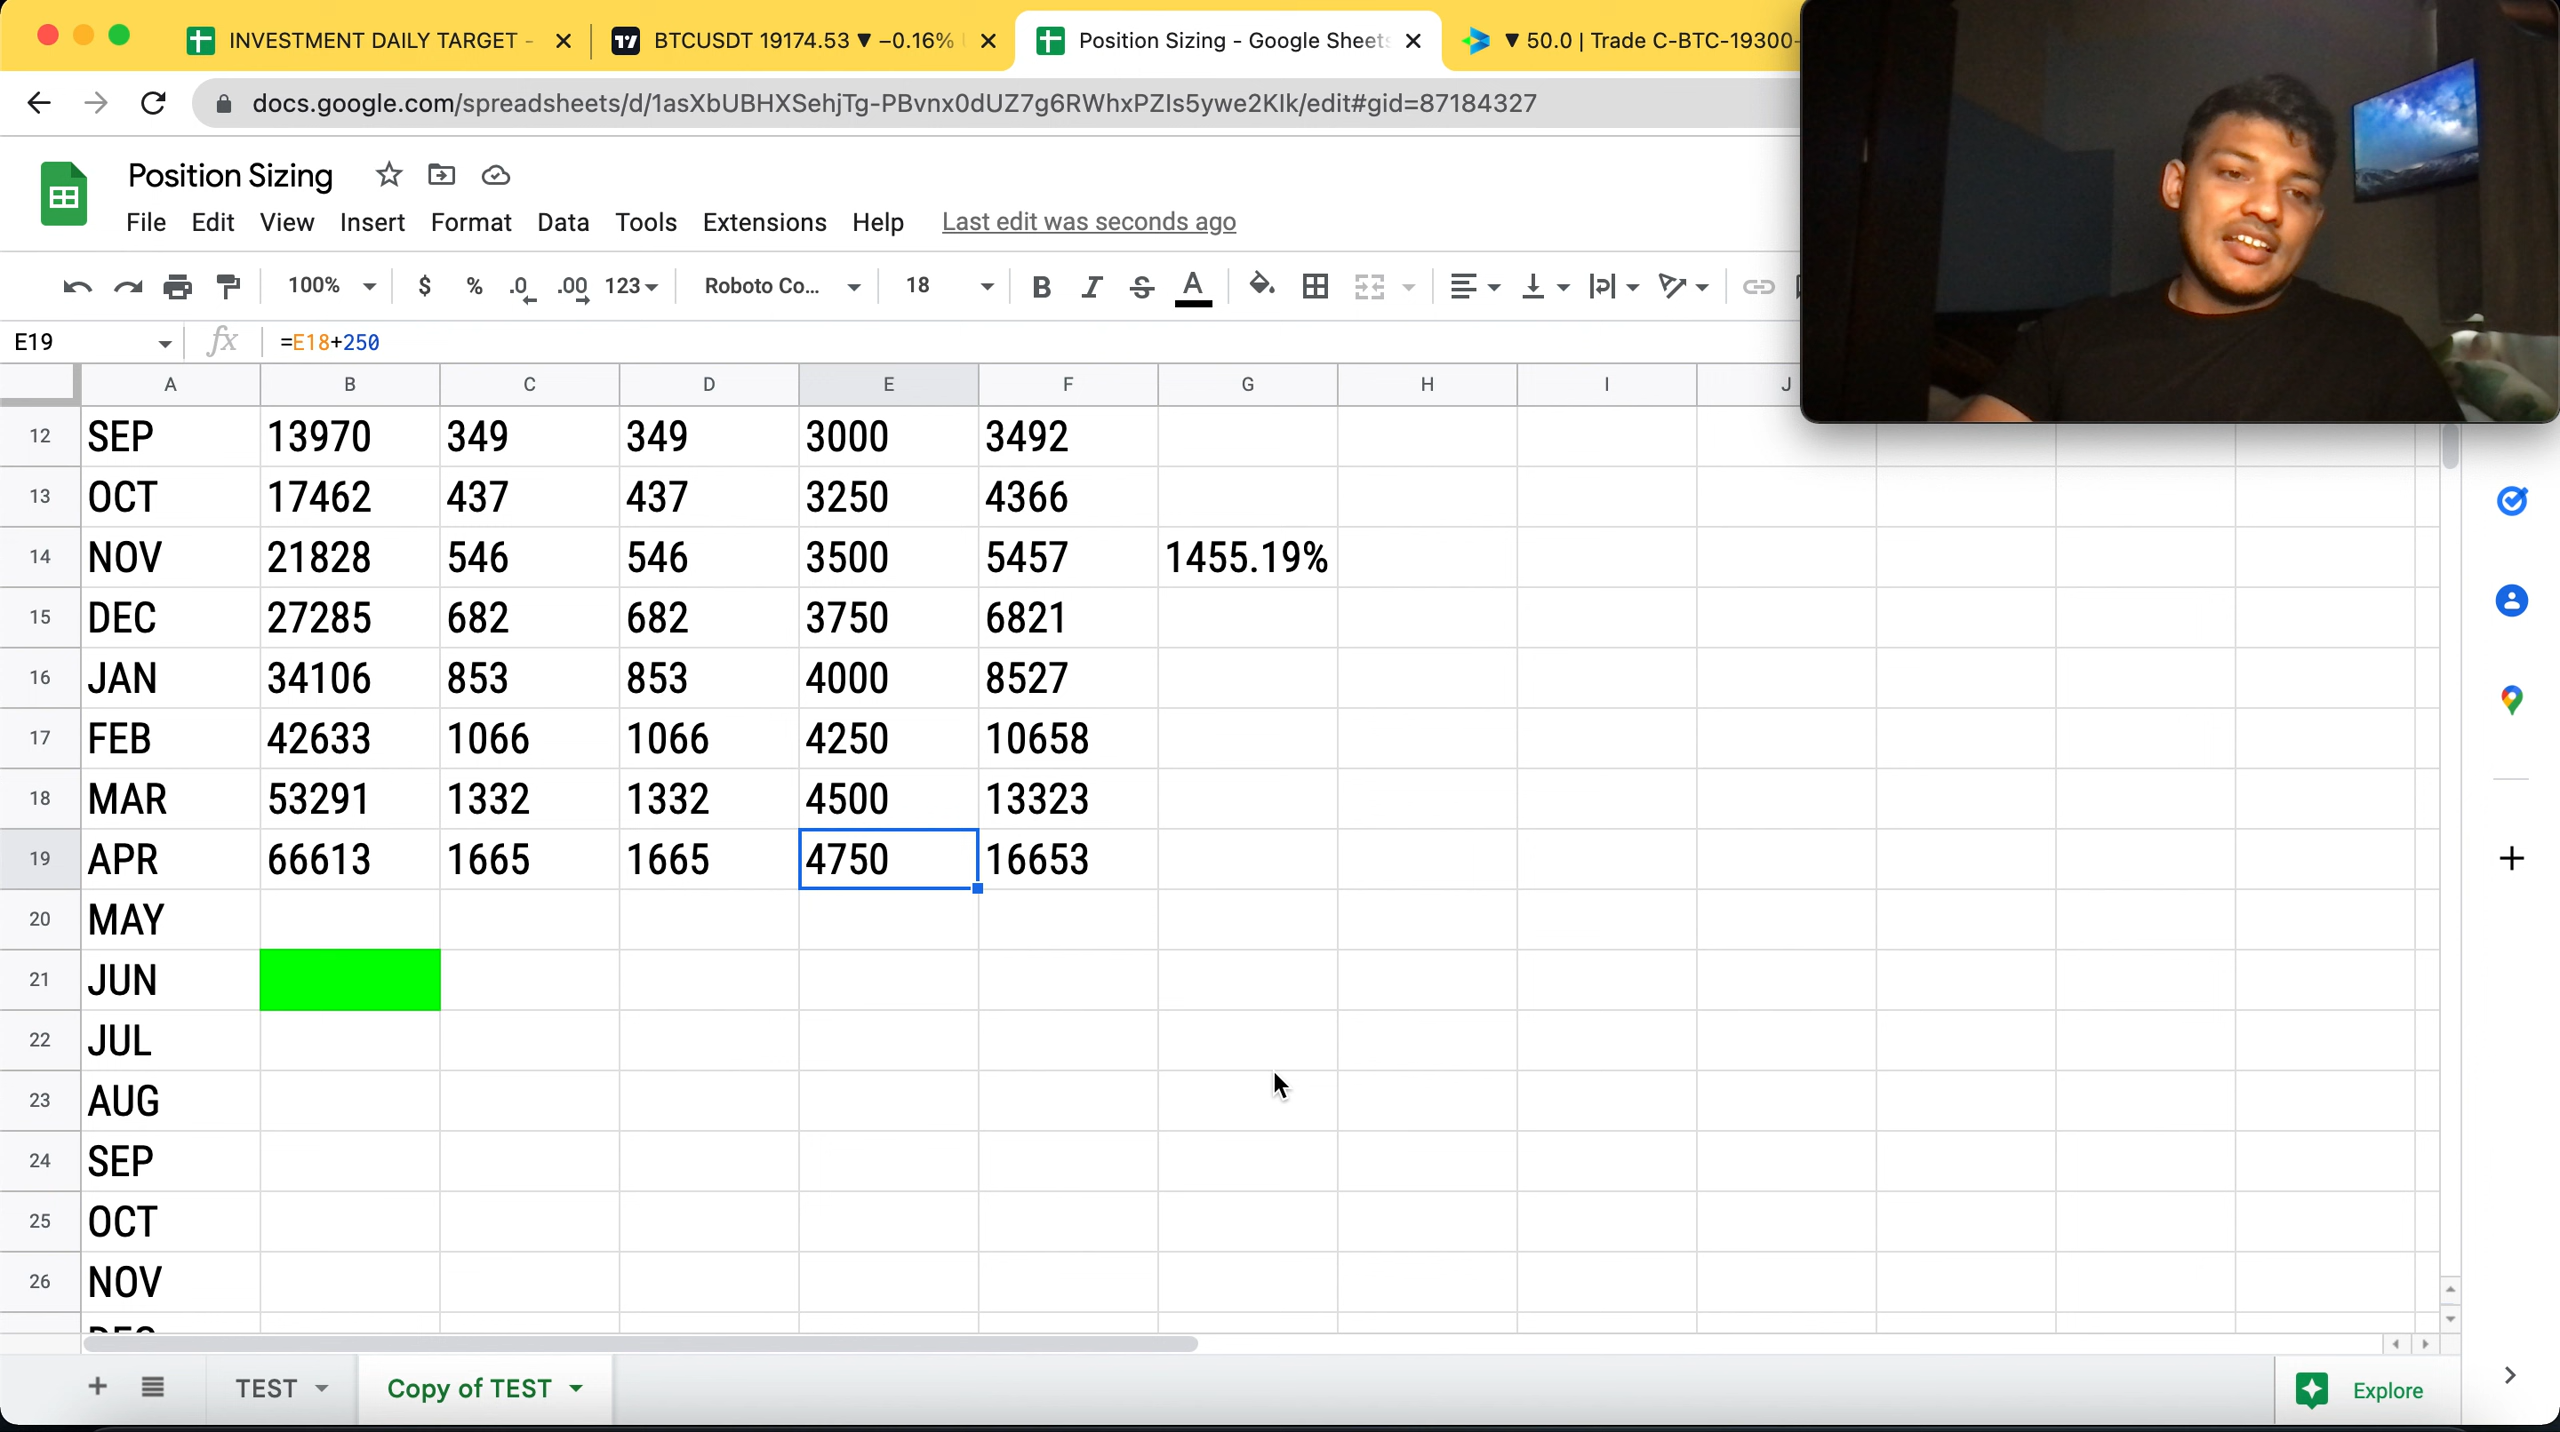 INVESTMENT DAILY TARGET -
BTCUSDT 19174.53 ▼ −0.16%
Position Sizing - Google Sheets
▼ 50.0 | Trade C-BTC-19300-
docs.google.com/spreadsheets/d/1asXbUBHXSehjTg-PBvnx0dUZ7g6RWhxPZIs5ywe2KIk/edit#gid=87184327
Position Sizing
File Edit View Insert Format Data Tools Extensions Help Last edit was seconds ago
100% $ % .0 .00 123 Roboto Co... 18 B I S A
E19 fx =E18+250
A B C D E F G H I J
12 SEP 13970 349 349 3000 3492
13 OCT 17462 437 437 3250 4366
14 NOV 21828 546 546 3500 5457 1455.19%
15 DEC 27285 682 682 3750 6821
16 JAN 34106 853 853 4000 8527
17 FEB 42633 1066 1066 4250 10658
18 MAR 53291 1332 1332 4500 13323
19 APR 66613 1665 1665 4750 16653
20 MAY
21 JUN
22 JUL
23 AUG
24 SEP
25 OCT
26 NOV
TEST Copy of TEST Explore